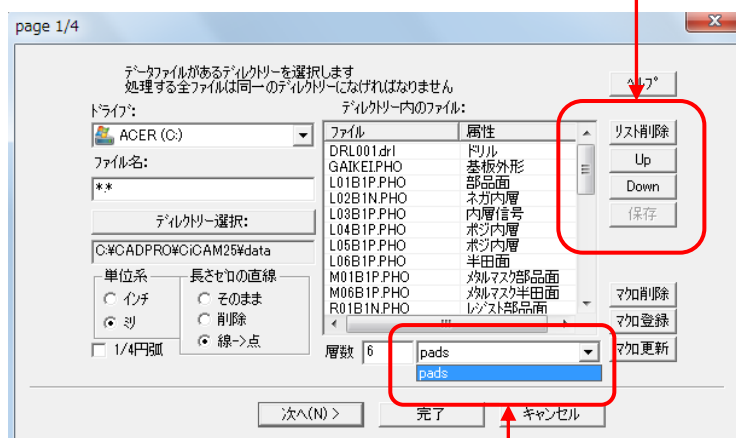 page 1/4
データファイルがあるディレクトリーを選択します
処理する全ファイルは同一のディレクトリーになければなりません
ヘルプ
ドライブ:
ディレクトリー内のファイル:
ACER (C:)
ファイル 属性
リスト削除
DRL001.drl ドリル
GAIKEI.PHO 基板外形
Up
ファイル名:
L01B1P.PHO 部品面
L02B1N.PHO ネガ内層
Down
*.*
L03B1P.PHO 内層信号
保存
L04B1P.PHO ポジ内層
ディレクトリー選択:
L05B1P.PHO ポジ内層
C:¥CADPRO¥CiCAM25¥data
L06B1P.PHO 半田面
単位系 長さゼロの直線
M01B1P.PHO メタルマスク部品面
M06B1P.PHO メタルマスク半田面
マクロ削除
インチ そのまま
R01B1N.PHO レジスト部品面
ミリ 削除
マクロ登録
1/4円弧 線->点
層数 6 pads
マクロ更新
pads
次へ(N) > 完了 キャンセル